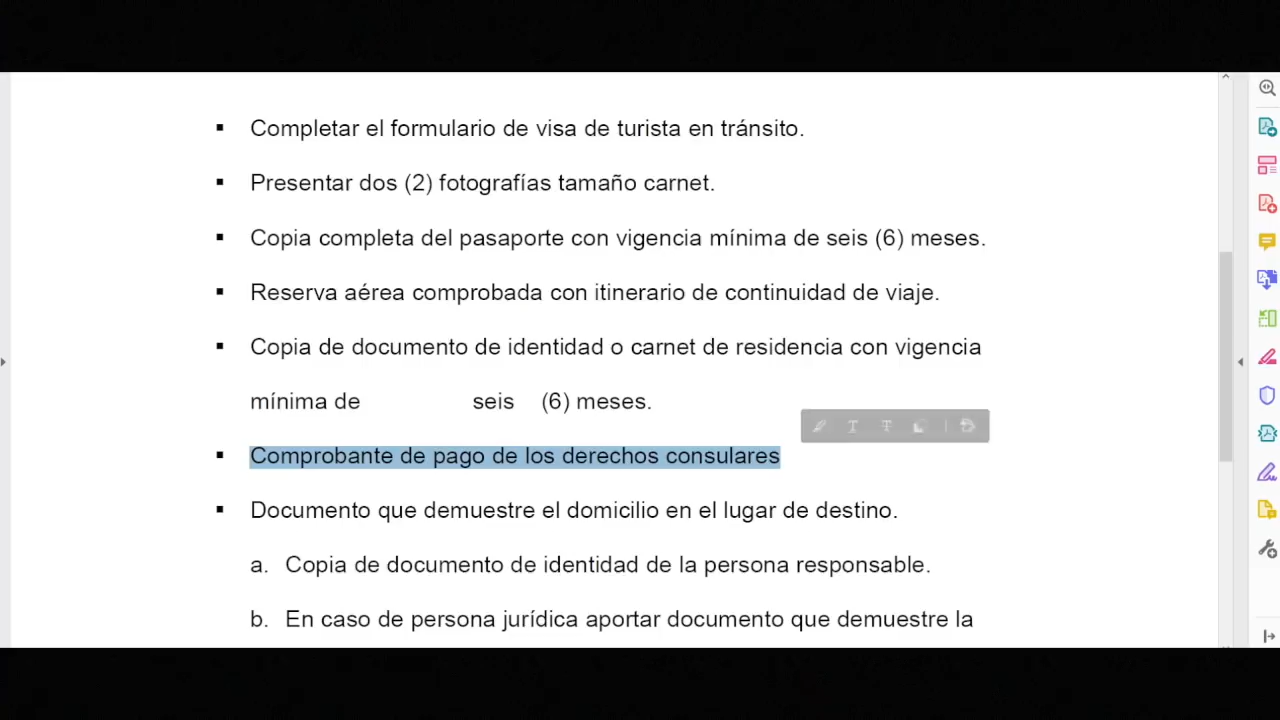 ▪ Completar el formulario de visa de turista en tránsito.
▪ Presentar dos (2) fotografías tamaño carnet.
▪ Copia completa del pasaporte con vigencia mínima de seis (6) meses.
▪ Reserva aérea comprobada con itinerario de continuidad de viaje.
▪ Copia de documento de identidad o carnet de residencia con vigencia
mínima de seis (6) meses.
▪ Comprobante de pago de los derechos consulares
▪ Documento que demuestre el domicilio en el lugar de destino.
a. Copia de documento de identidad de la persona responsable.
b. En caso de persona jurídica aportar documento que demuestre la